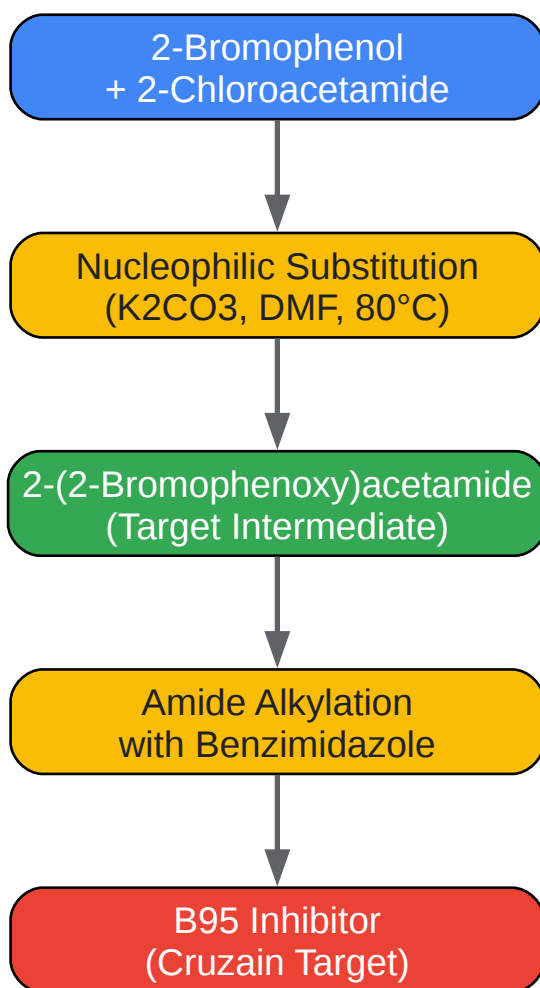 2-Bromophenol
+ 2-Chloroacetamide
Nucleophilic Substitution
(K2CO3, DMF, 80°C)
2-(2-Bromophenoxy)acetamide
(Target Intermediate)
Amide Alkylation
with Benzimidazole
B95 Inhibitor
(Cruzain Target)